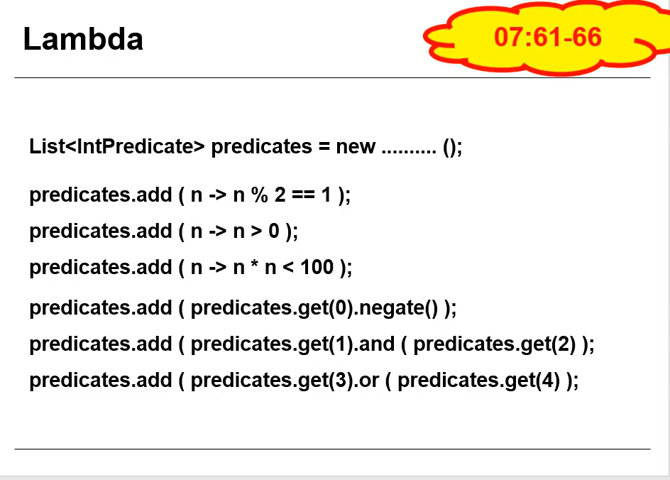 Lambda
07:61-66
List<IntPredicate> predicates = new .......... ();
predicates.add ( n -> n % 2 == 1 );
predicates.add ( n -> n > 0 );
predicates.add ( n -> n * n < 100 );
predicates.add ( predicates.get(0).negate() );
predicates.add ( predicates.get(1).and ( predicates.get(2) );
predicates.add ( predicates.get(3).or ( predicates.get(4) );